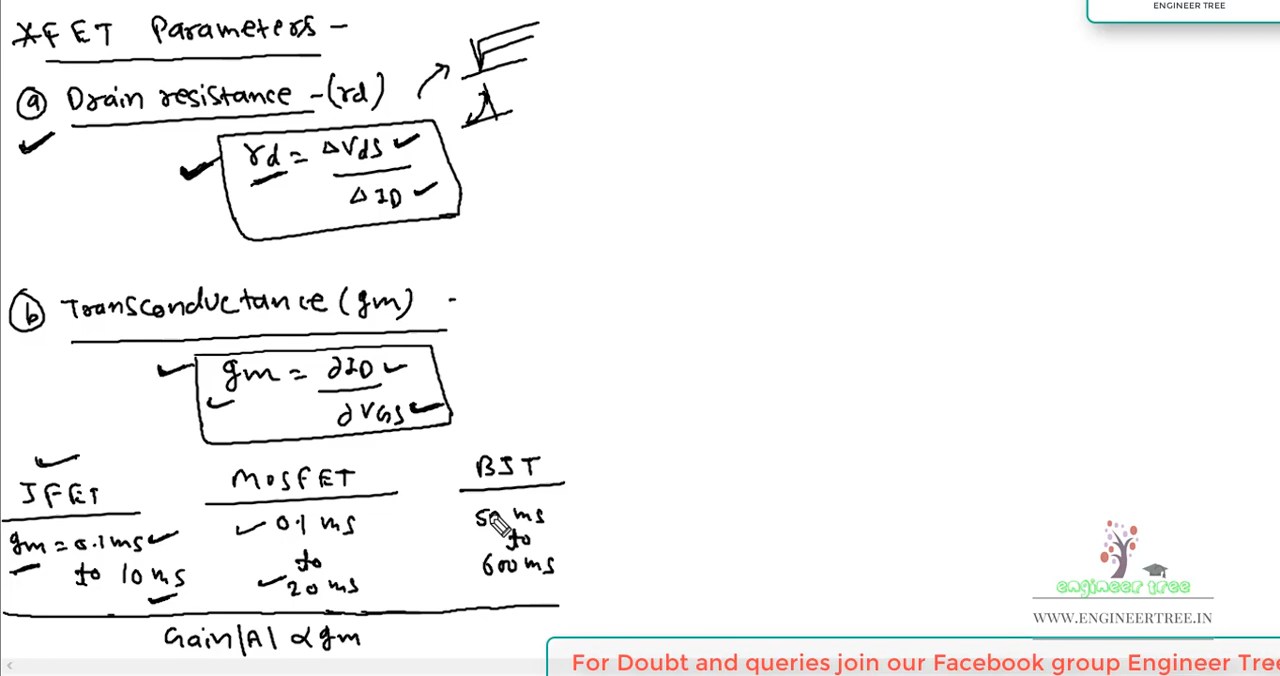 ENGINEER TREE
*FET Parameters -
(a) Drain resistance - (rd)
rd = ΔVds
ΔID
(b) Transconductance (gm) -
gm = ∂ID
∂VGS
JFET
gm = 0.1ms
to 10ms
MOSFET
0.1 ms
to
20 ms
BJT
50 ms
to
600 ms
Gain |A| ∝ gm
engineer tree
WWW.ENGINEERTREE.IN
For Doubt and queries join our Facebook group Engineer Tree